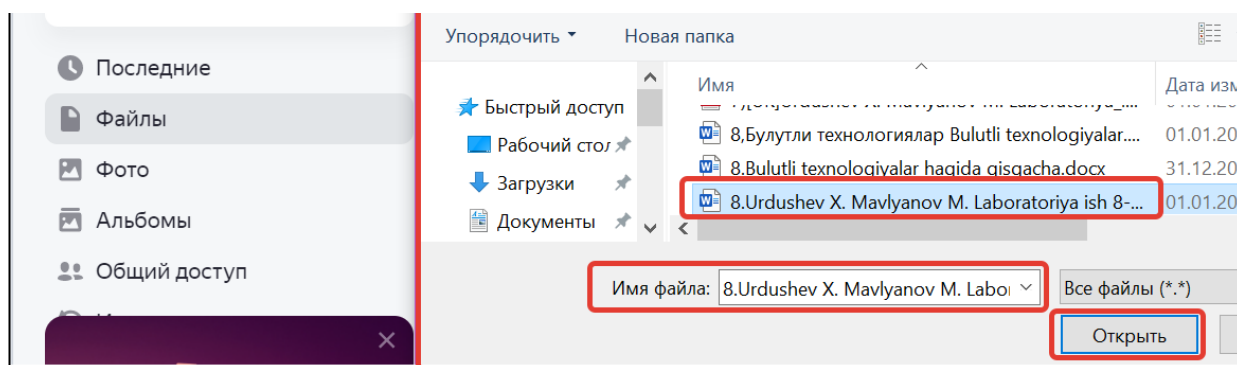 Последние
Файлы
Фото
Альбомы
Общий доступ
Упорядочить
Новая папка
Имя
Дата изм
Быстрый доступ
Рабочий стол
Загрузки
Документы
8,Булутли технологиялар Bulutli texnologiyalar....
01.01.20
8.Bulutli texnologiyalar haqida qisqacha.docx
31.12.20
8.Urdushev X. Mavlyanov M. Laboratoriya ish 8-...
01.01.20
Имя файла:
8.Urdushev X. Mavlyanov M. Labor
Все файлы (*.*)
Открыть